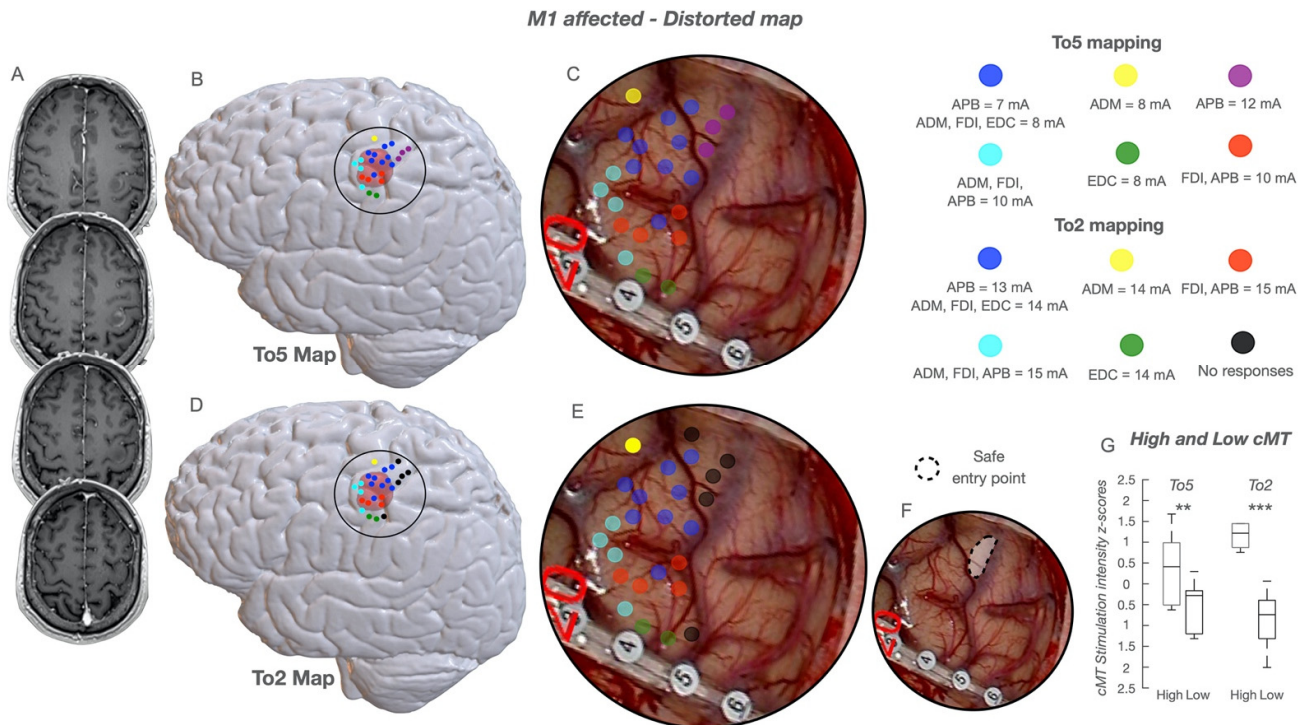 M1 affected - Distorted map
A
B
To5 Map
C
4
5
6
To5 mapping
APB = 7 mA
ADM, FDI, EDC = 8 mA
ADM = 8 mA
APB = 12 mA
ADM, FDI,
APB = 10 mA
EDC = 8 mA
FDI, APB = 10 mA
To2 mapping
APB = 13 mA
ADM, FDI, EDC = 14 mA
ADM = 14 mA
FDI, APB = 15 mA
ADM, FDI, APB = 15 mA
EDC = 14 mA
No responses
D
To2 Map
E
4
5
6
Safe
entry point
F
4
5
6
G
High and Low cMT
To5
To2
**
***
cMT Stimulation intensity z-scores
2.5
2
1.5
1
0.5
0
0.5
1
1.5
2
2.5
High Low
High Low